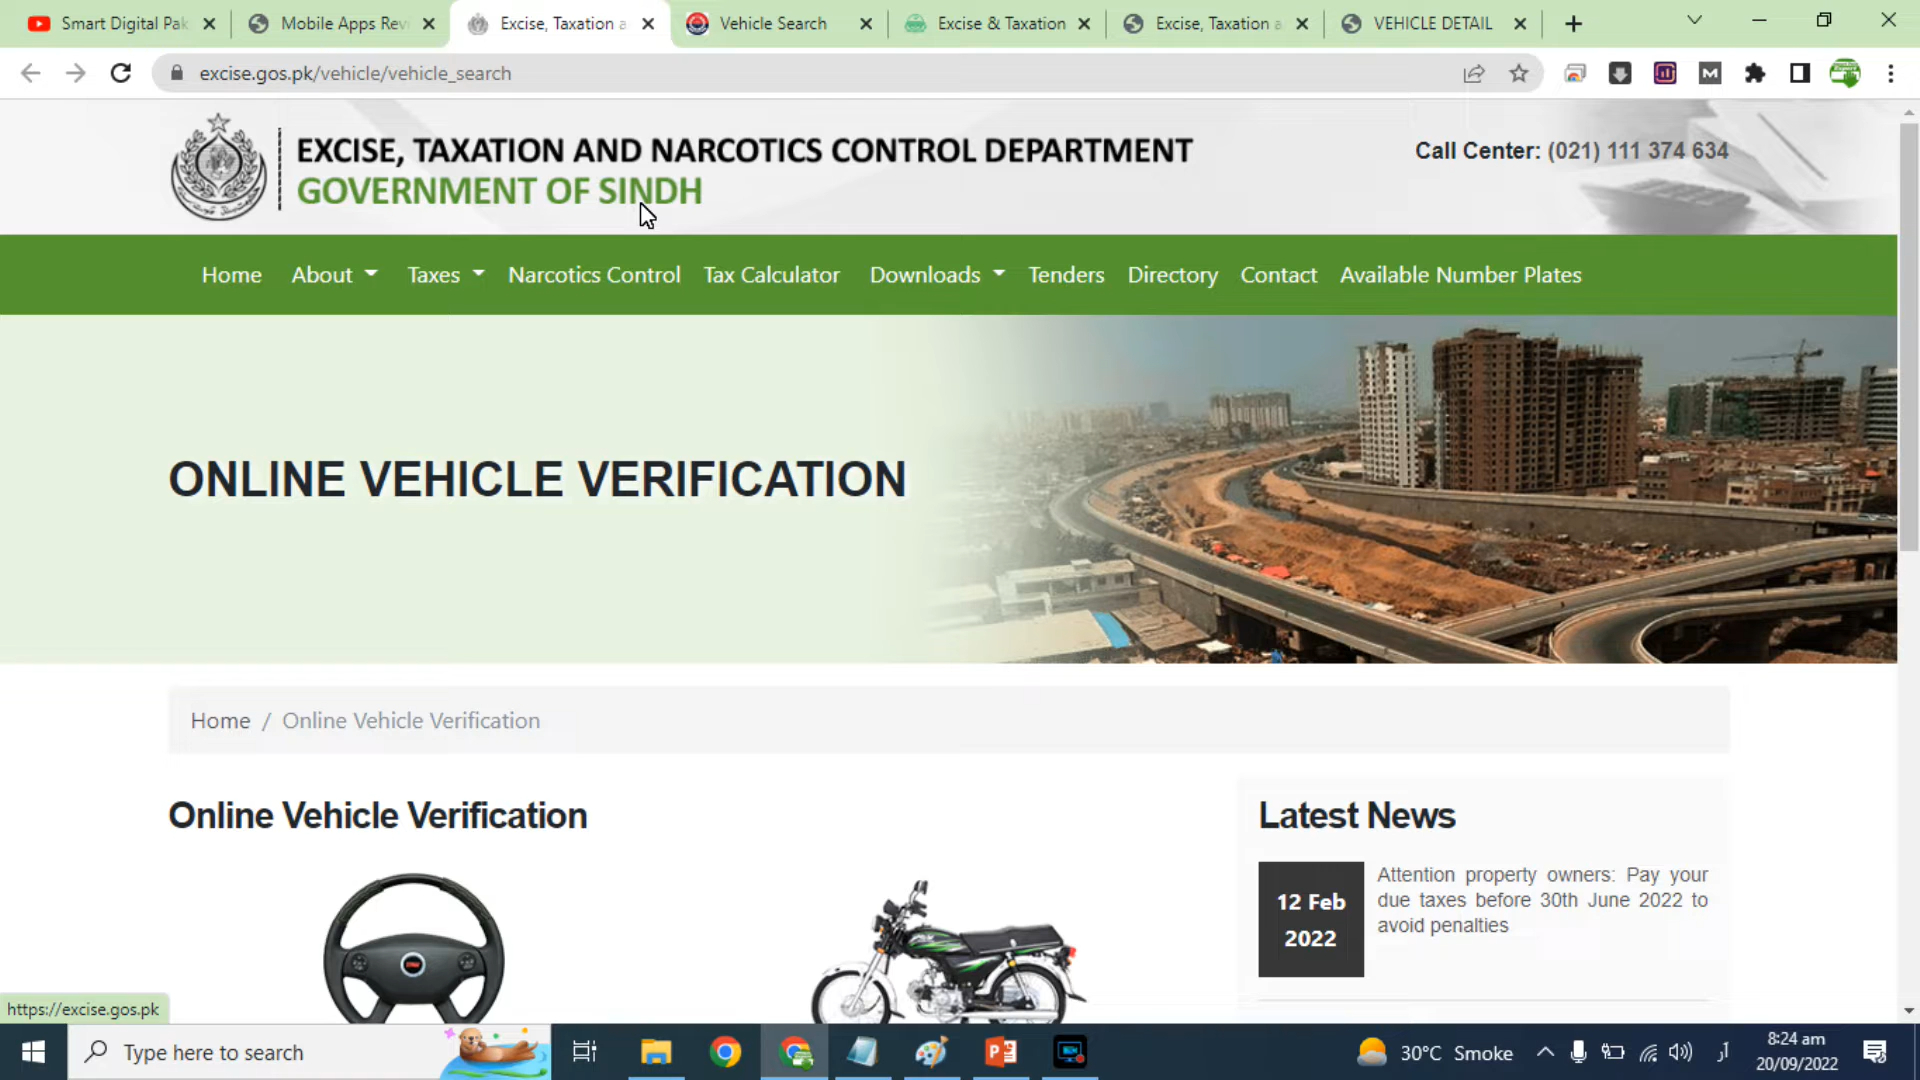 Smart Digital Pak
Mobile Apps Rev
Excise, Taxation a
Vehicle Search
Excise & Taxation
Excise, Taxation a
VEHICLE DETAIL
excise.gos.pk/vehicle/vehicle_search
EXCISE, TAXATION AND NARCOTICS CONTROL DEPARTMENT
GOVERNMENT OF SINDH
Call Center: (021) 111 374 634
Home About Taxes Narcotics Control Tax Calculator Downloads Tenders Directory Contact Available Number Plates
ONLINE VEHICLE VERIFICATION
Home / Online Vehicle Verification
Online Vehicle Verification
Latest News
12 Feb
2022
Attention property owners: Pay your
due taxes before 30th June 2022 to
avoid penalties
https://excise.gos.pk
Type here to search
30°C Smoke
8:24 am
20/09/2022